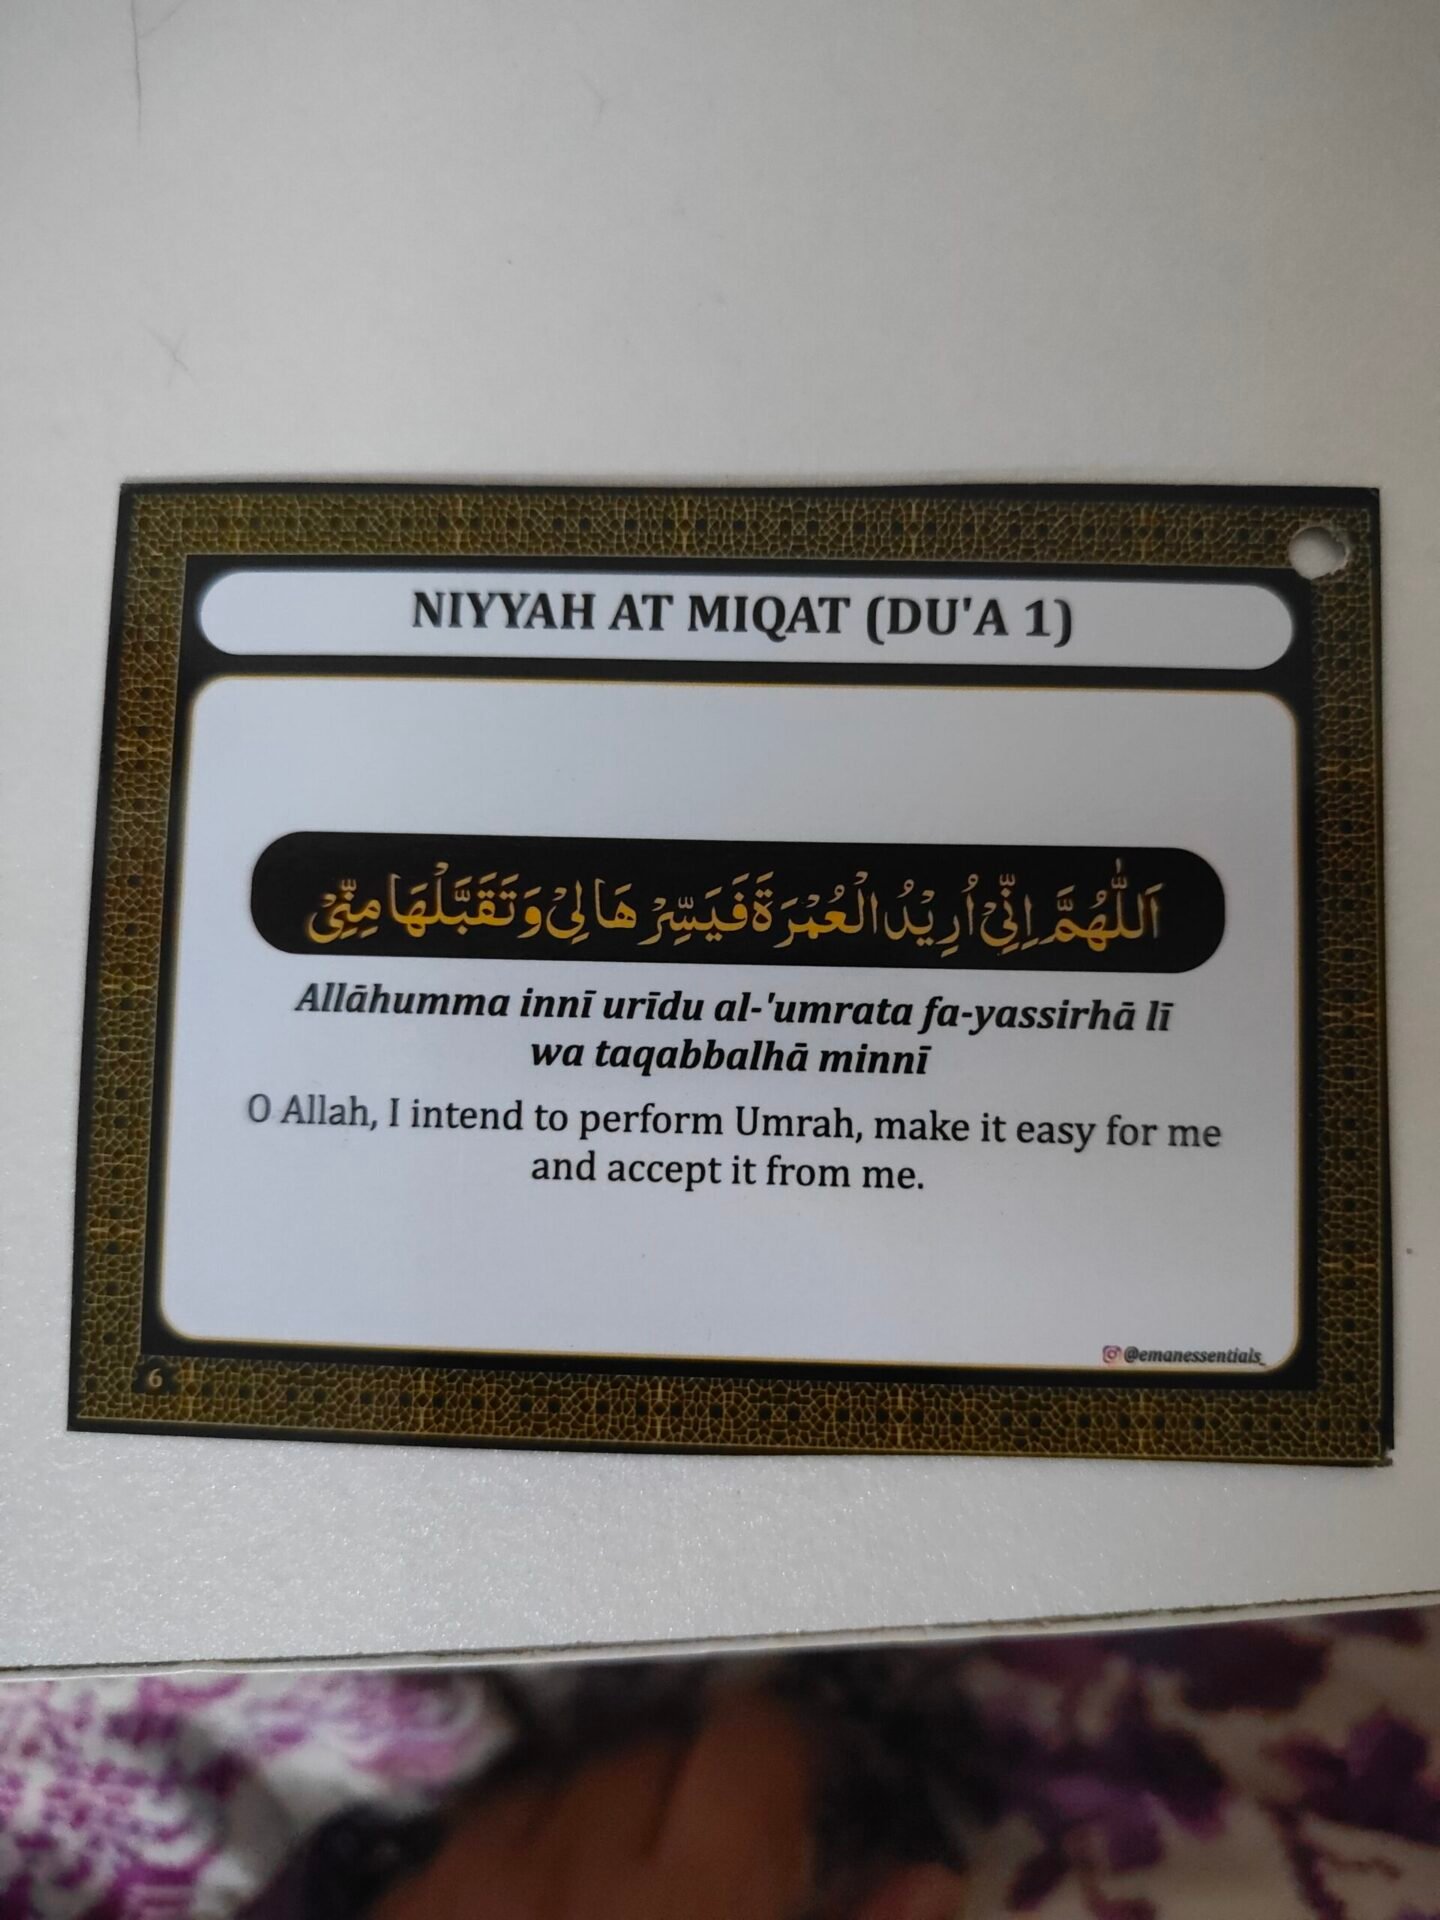 NIYYAH AT MIQAT (DU'A 1)
اَللّٰهُمَّ اِنِّيْ اُرِيْدُ الْعُمْرَةَ فَيَسِّرْ هَا لِيْ وَ تَقَبَّلْهَا مِنِّيْ
Allāhumma innī urīdu al-'umrata fa-yassirhā lī
wa taqabbalhā minnī
O Allah, I intend to perform Umrah, make it easy for me
and accept it from me.
@emanessentials_
6